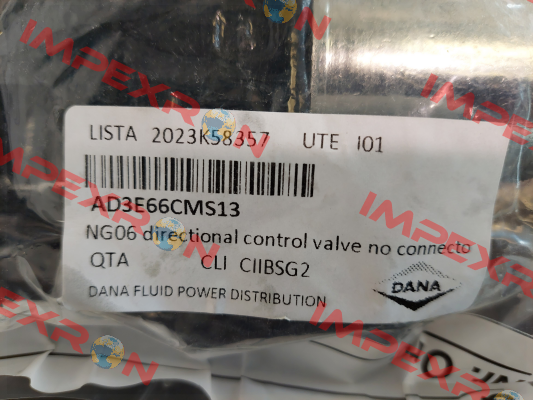 IMPEXRON
LISTA 2023K58357 UTE I01
AD3E66CMS13
NG06 directional control valve no connecto
QTA CLI CIIBSG2
DANA
DANA FLUID POWER DISTRIBUTION
IMPEXRON
IMPEXRON